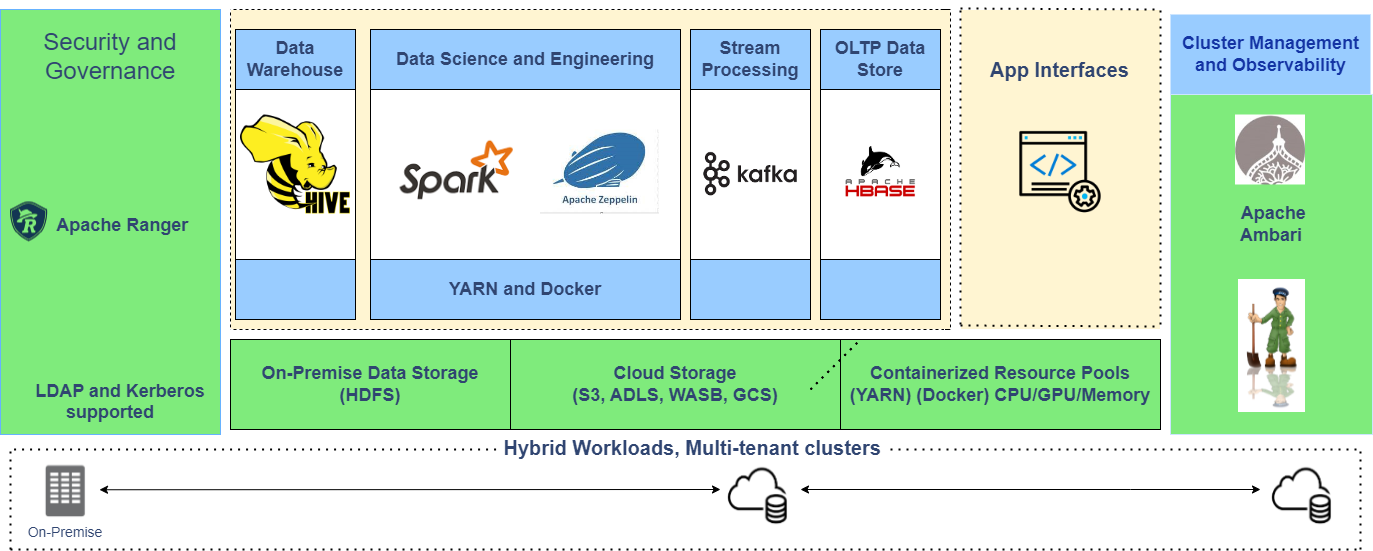 Security and
Governance
Apache Ranger
LDAP and Kerberos
supported
Data
Warehouse
HIVE
Data Science and Engineering
Spark
Apache Zeppelin
YARN and Docker
Stream
Processing
kafka
OLTP Data
Store
APACHE
HBASE
App Interfaces
</>
Cluster Management
and Observability
Apache
Ambari
On-Premise Data Storage
(HDFS)
Cloud Storage
(S3, ADLS, WASB, GCS)
Containerized Resource Pools
(YARN) (Docker) CPU/GPU/Memory
Hybrid Workloads, Multi-tenant clusters
On-Premise